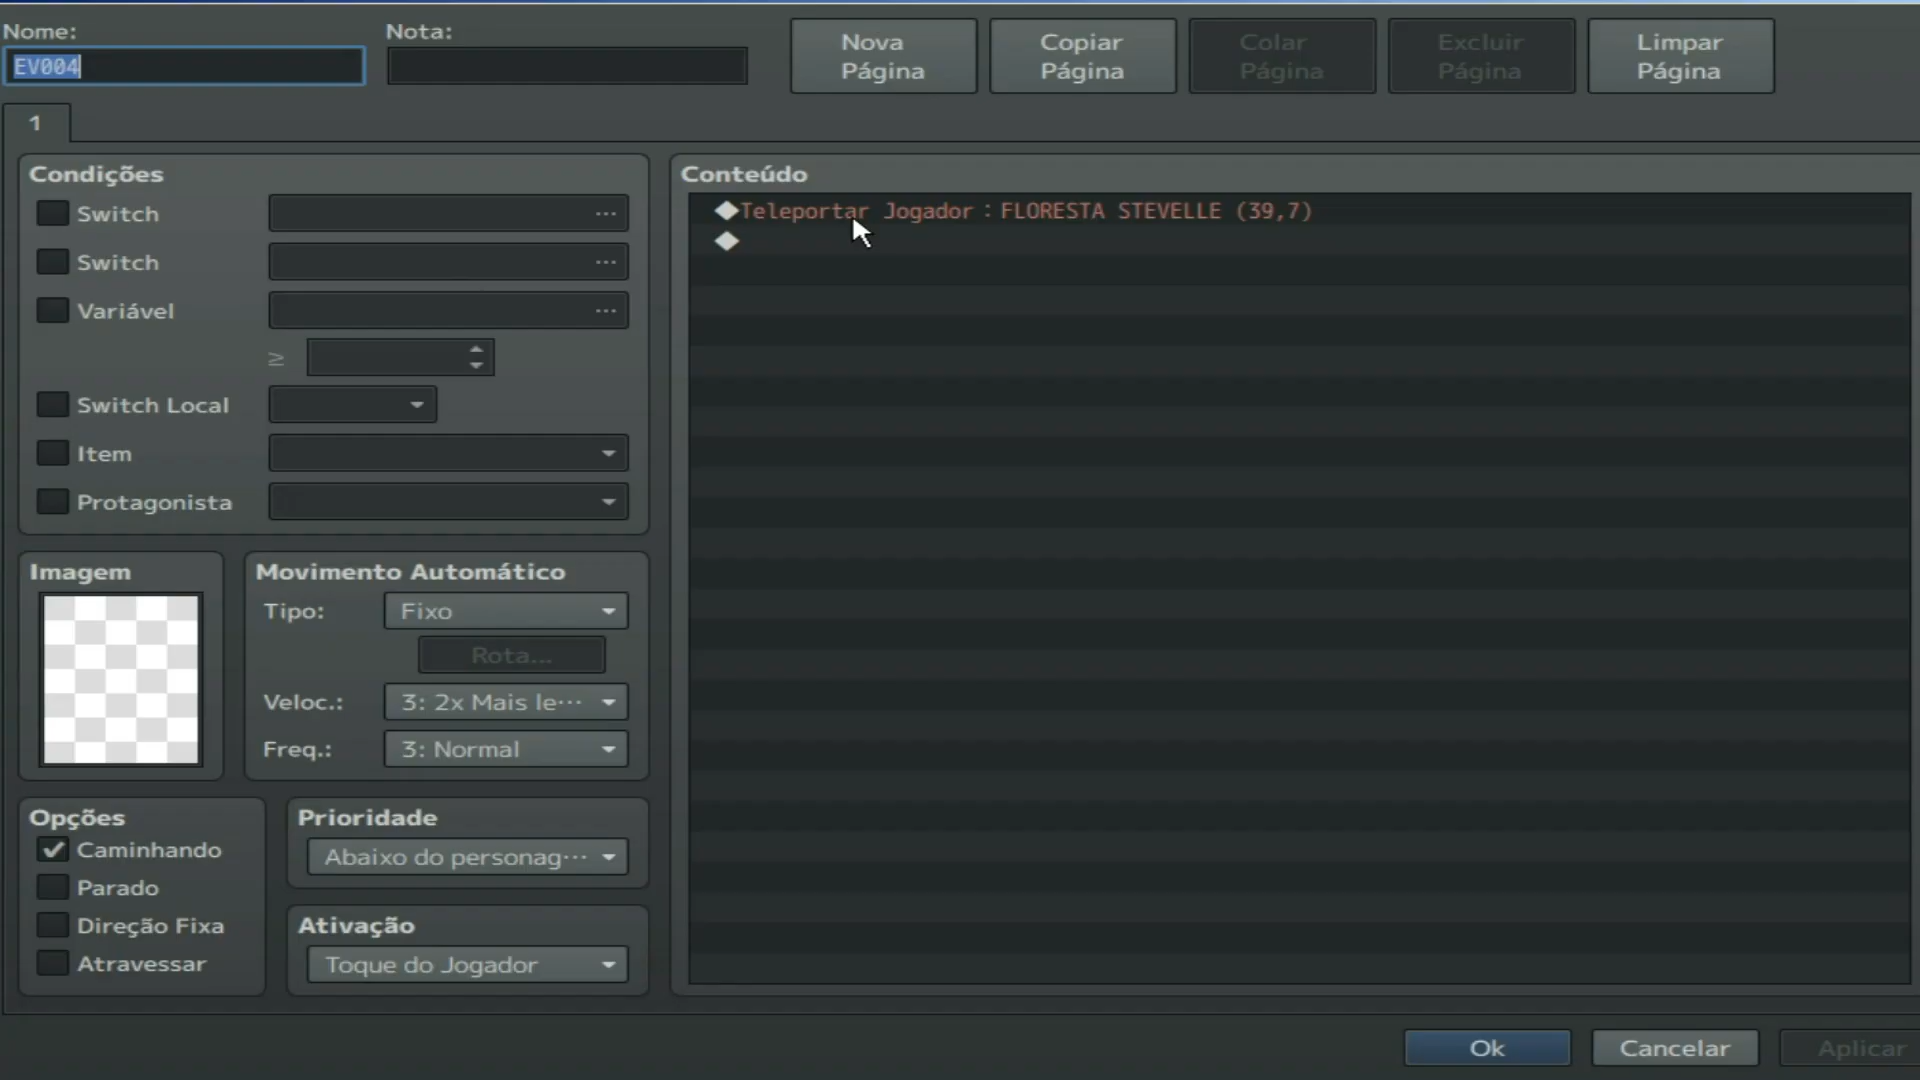 Nome:
Nota:
EV004
Nova Página
Copiar Página
Colar Página
Excluir Página
Limpar Página
1
Condições
Switch
...
Switch
...
Variável
...
≥
Switch Local
Item
Protagonista
Conteúdo
◆Teleportar Jogador：FLORESTA STEVELLE (39,7)
◆
Imagem
Movimento Automático
Tipo:
Fixo
Rota...
Veloc.:
3: 2x Mais le...
Freq.:
3: Normal
Opções
Caminhando
Parado
Direção Fixa
Atravessar
Prioridade
Abaixo do personag...
Ativação
Toque do Jogador
Ok
Cancelar
Aplicar